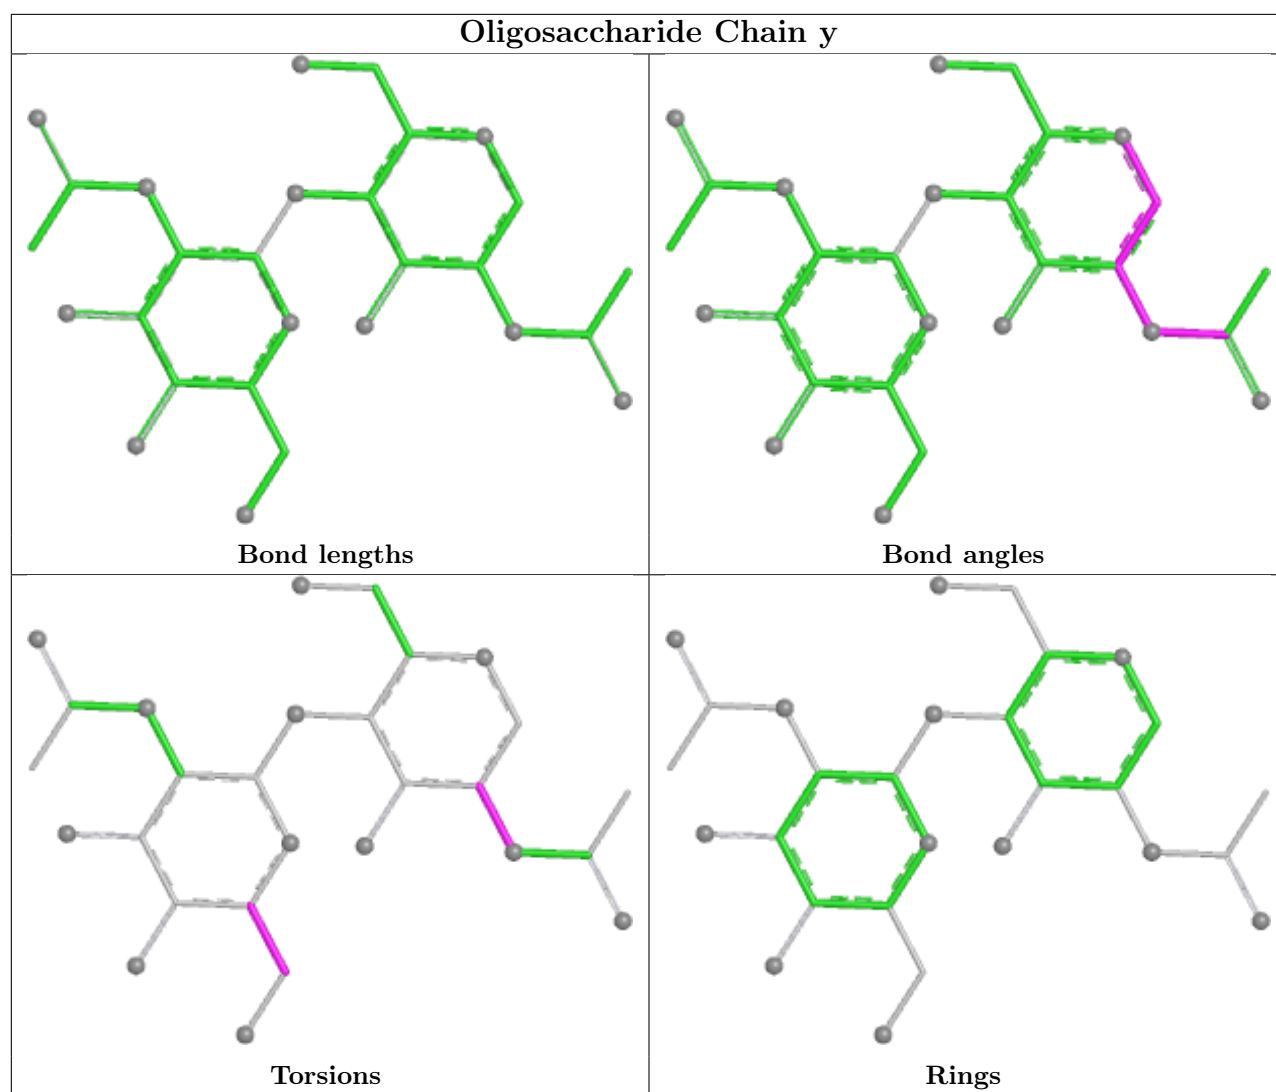 Oligosaccharide Chain y
Bond lengths
Bond angles
Torsions
Rings